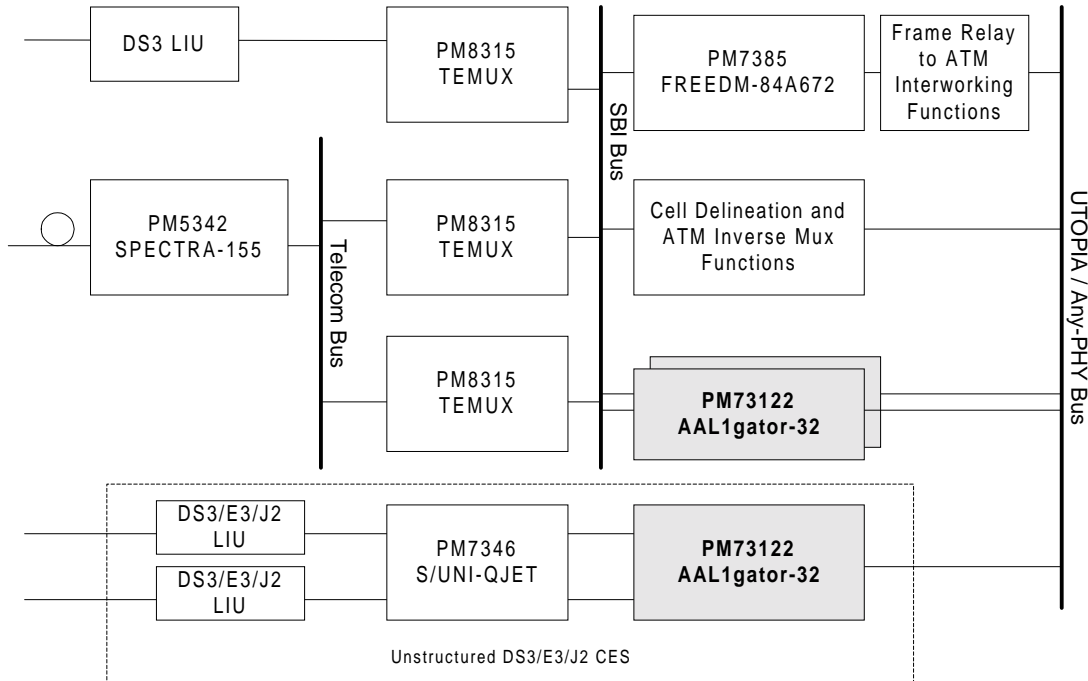 DS3 LIU
PM8315
TEMUX
PM7385
FREEDM-84A672
Frame Relay
to ATM
Interworking
Functions
SBI Bus
PM5342
SPECTRA-155
Telecom Bus
PM8315
TEMUX
Cell Delineation and
ATM Inverse Mux
Functions
UTOPIA / Any-PHY Bus
PM8315
TEMUX
PM73122
AAL1gator-32
DS3/E3/J2
LIU
DS3/E3/J2
LIU
PM7346
S/UNI-QJET
PM73122
AAL1gator-32
Unstructured DS3/E3/J2 CES